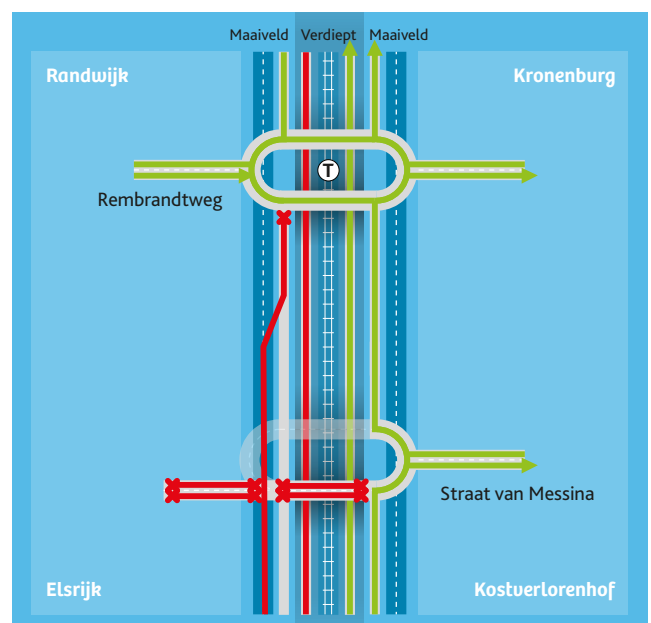 Maaiveld Verdiept Maaiveld
Randwijk
Kronenburg
T
Rembrandtweg
Straat van Messina
Elsrijk
Kostverlorenhof